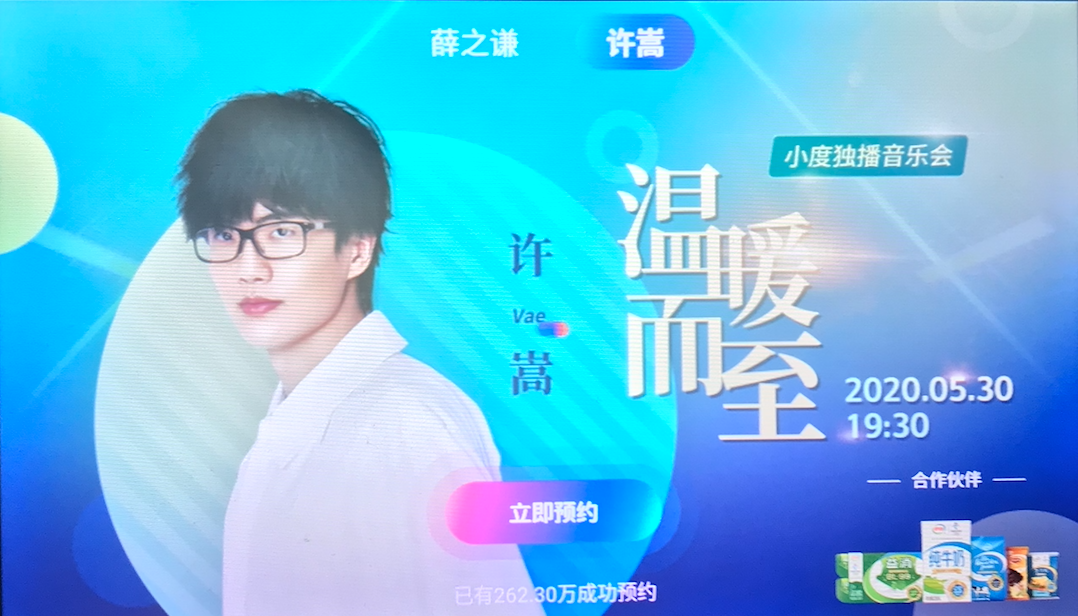 薛之谦
许嵩
小度独播音乐会
温暖而至
许
Vae
嵩
2020.05.30
19:30
合作伙伴
立即预约
纯牛奶
已有262.30万成功预约